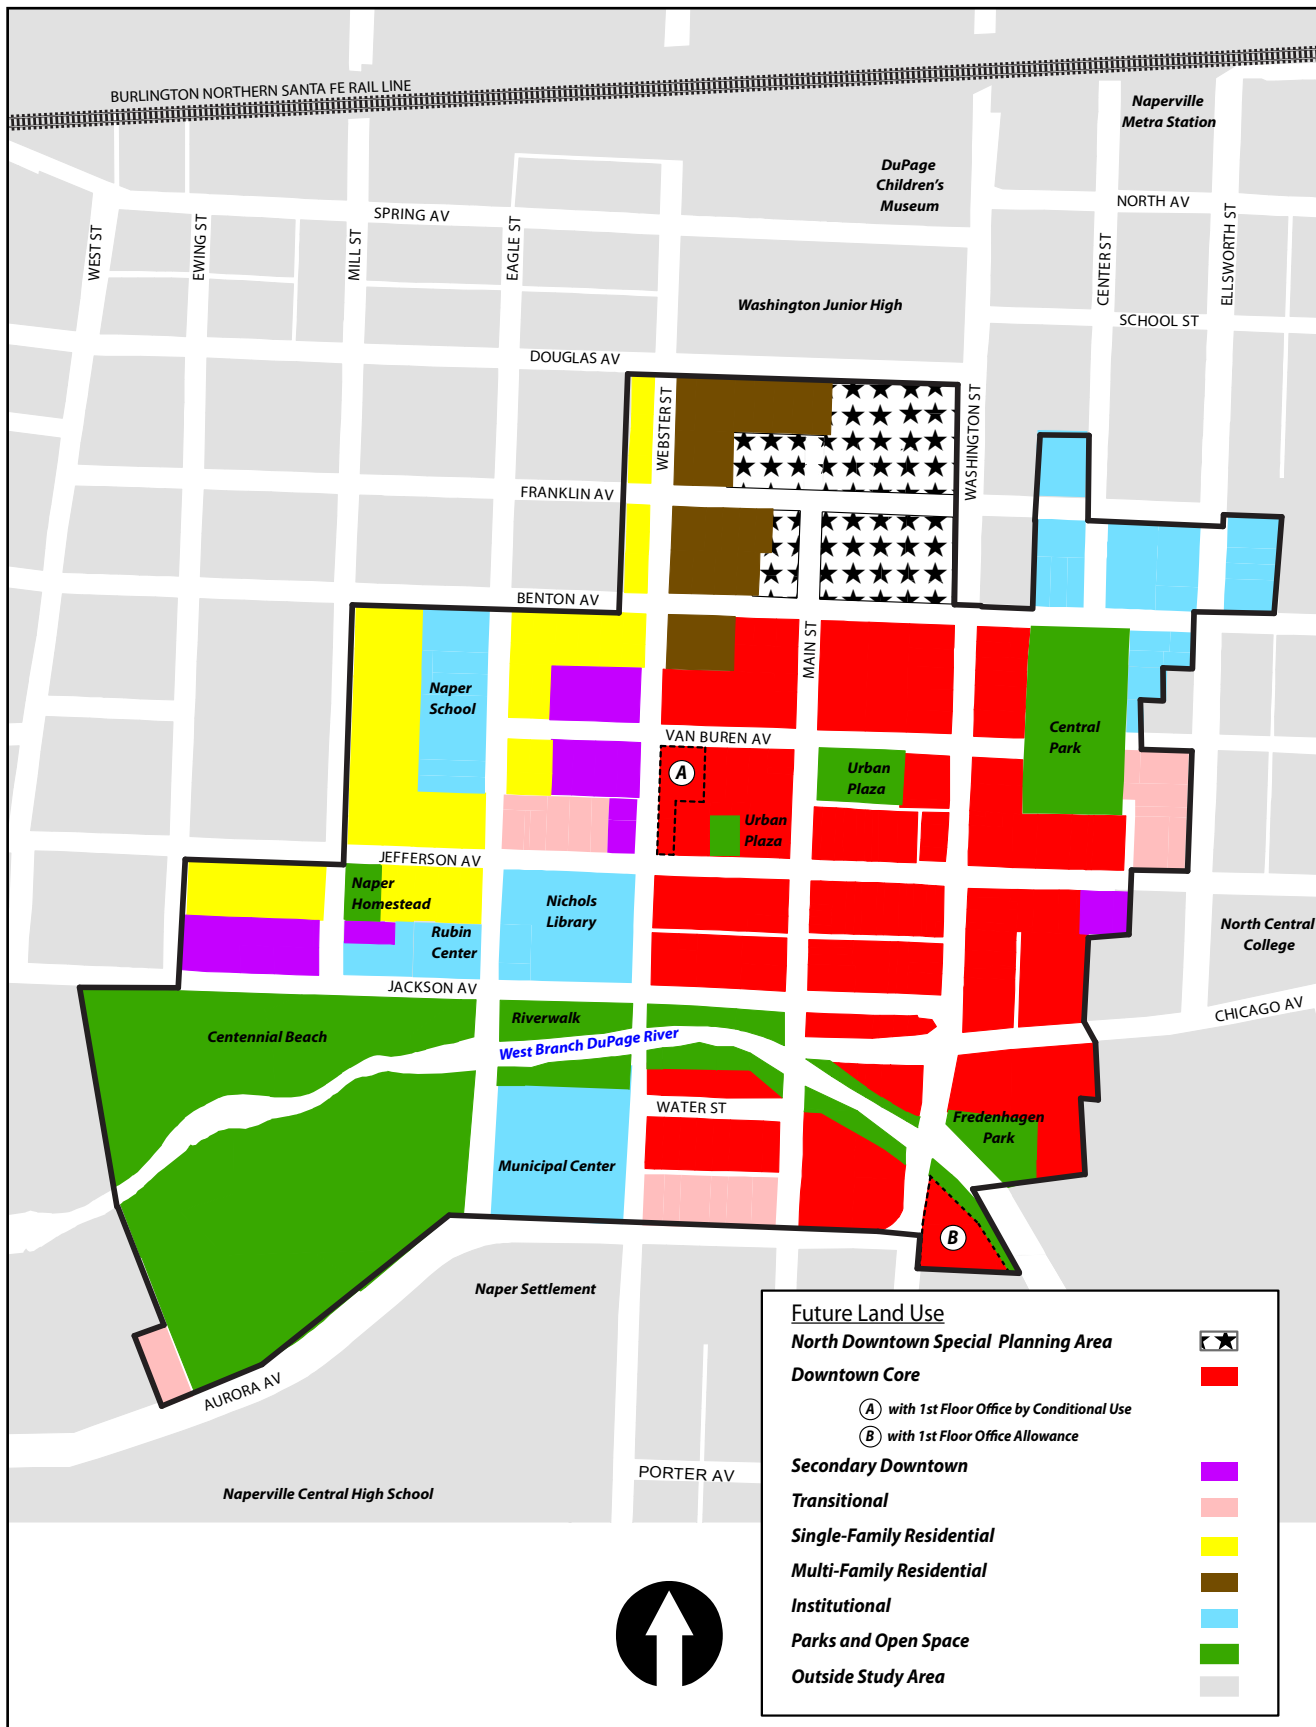 BURLINGTON NORTHERN SANTA FE RAIL LINE
Naperville
Metra Station
DuPage
Children's
Museum
SPRING AV
NORTH AV
WEST ST
EWING ST
MILL ST
EAGLE ST
CENTER ST
ELLSWORTH ST
Washington Junior High
SCHOOL ST
DOUGLAS AV
WEBSTER ST
WASHINGTON ST
FRANKLIN AV
BENTON AV
MAIN ST
Naper
School
Central
Park
VAN BUREN AV
A
Urban
Plaza
Urban
Plaza
JEFFERSON AV
Naper
Homestead
Nichols
Library
Rubin
Center
North Central
College
JACKSON AV
CHICAGO AV
Riverwalk
Centennial Beach
West Branch DuPage River
WATER ST
Fredenhagen
Park
Municipal Center
B
Naper Settlement
AURORA AV
PORTER AV
Naperville Central High School
Future Land Use
North Downtown Special Planning Area
Downtown Core
A with 1st Floor Office by Conditional Use
B with 1st Floor Office Allowance
Secondary Downtown
Transitional
Single-Family Residential
Multi-Family Residential
Institutional
Parks and Open Space
Outside Study Area